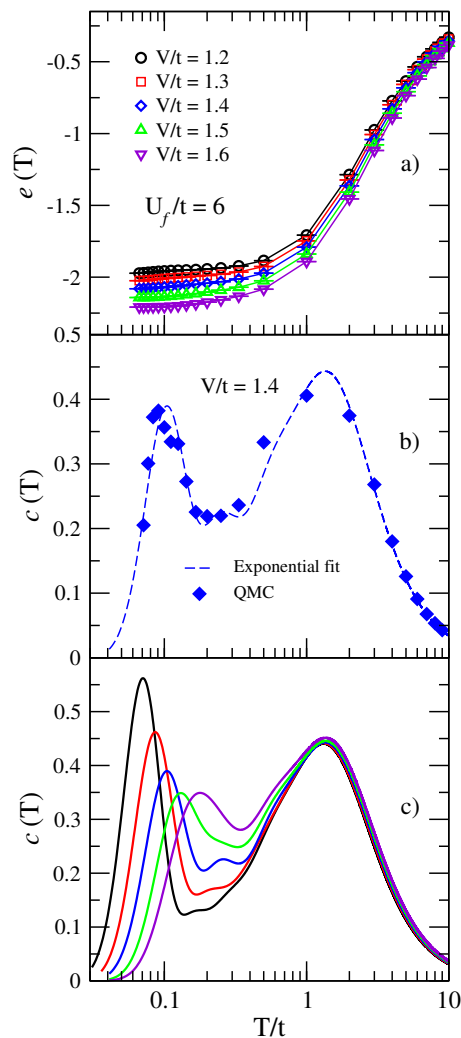 -0.5
-1
-1.5
-2
e (T)
V/t = 1.2
V/t = 1.3
V/t = 1.4
V/t = 1.5
V/t = 1.6
a)
U_f/t = 6
0.5
0.4
0.3
0.2
0.1
0
c (T)
V/t = 1.4
b)
Exponential fit
QMC
0.5
0.4
0.3
0.2
0.1
0
c (T)
c)
0.1
1
10
T/t